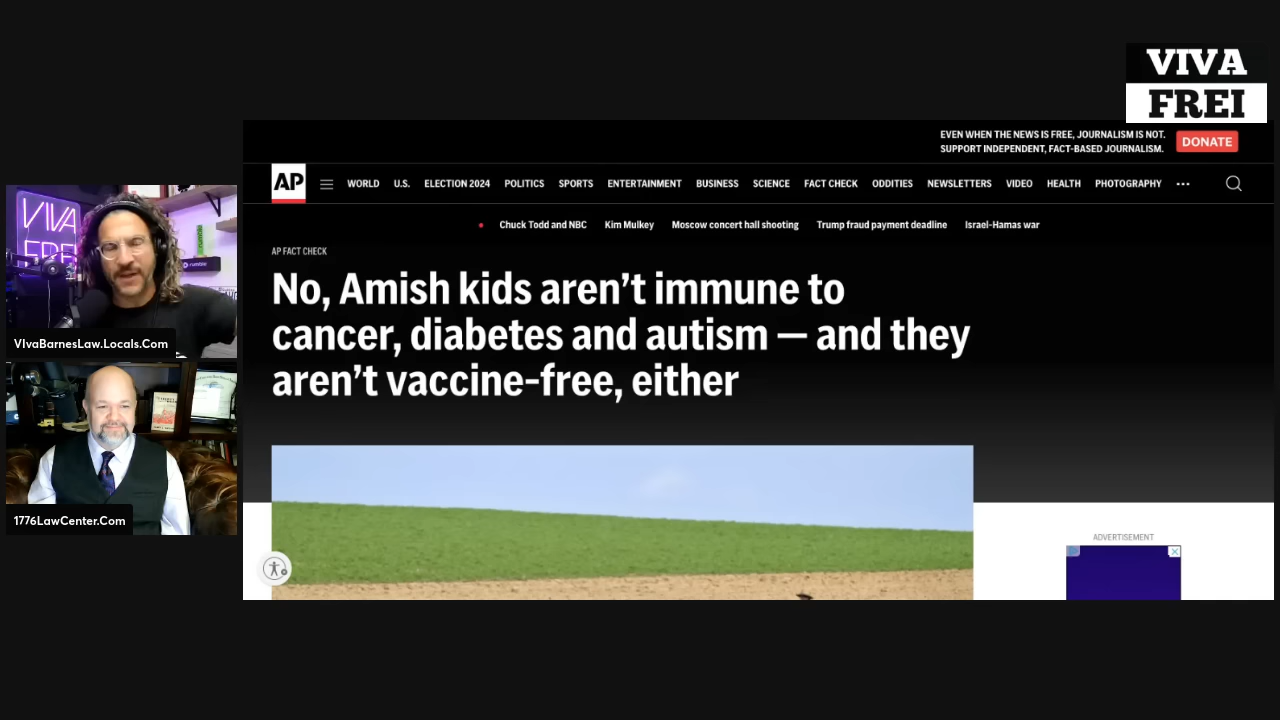 VIVA
FREI
EVEN WHEN THE NEWS IS FREE, JOURNALISM IS NOT.
SUPPORT INDEPENDENT, FACT-BASED JOURNALISM.
DONATE
AP
WORLD U.S. ELECTION 2024 POLITICS SPORTS ENTERTAINMENT BUSINESS SCIENCE FACT CHECK ODDITIES NEWSLETTERS VIDEO HEALTH PHOTOGRAPHY
Chuck Todd and NBC Kim Mulkey Moscow concert hall shooting Trump fraud payment deadline Israel-Hamas war
AP FACT CHECK
No, Amish kids aren’t immune to
cancer, diabetes and autism — and they
aren’t vaccine-free, either
ADVERTISEMENT
VIVA
FREI
rumble
VIvaBarnesLaw.Locals.Com
1776LawCenter.Com